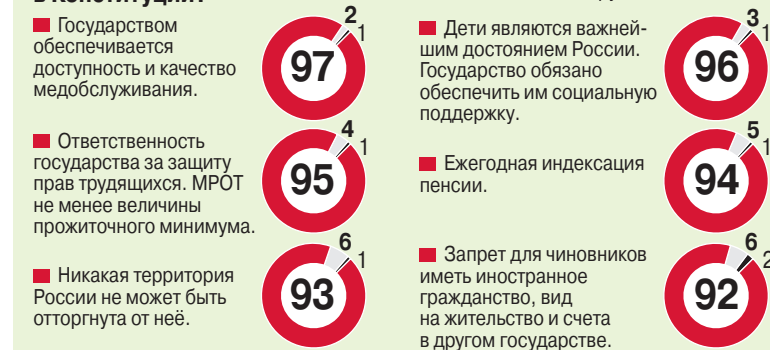 Государством
обеспечивается
доступность и качество
медобслуживания.
97
2
1
Ответственность
государства за защиту
прав трудящихся. МРОТ
не менее величины
прожиточного минимума.
95
4
1
Никакая территория
России не может быть
отторгнута от неё.
93
6
1
Дети являются важней-
шим достоянием России.
Государство обязано
обеспечить им социальную
поддержку.
96
3
1
Ежегодная индексация
пенсии.
94
5
1
Запрет для чиновников
иметь иностранное
гражданство, вид
на жительство и счета
в другом государстве.
92
6
2